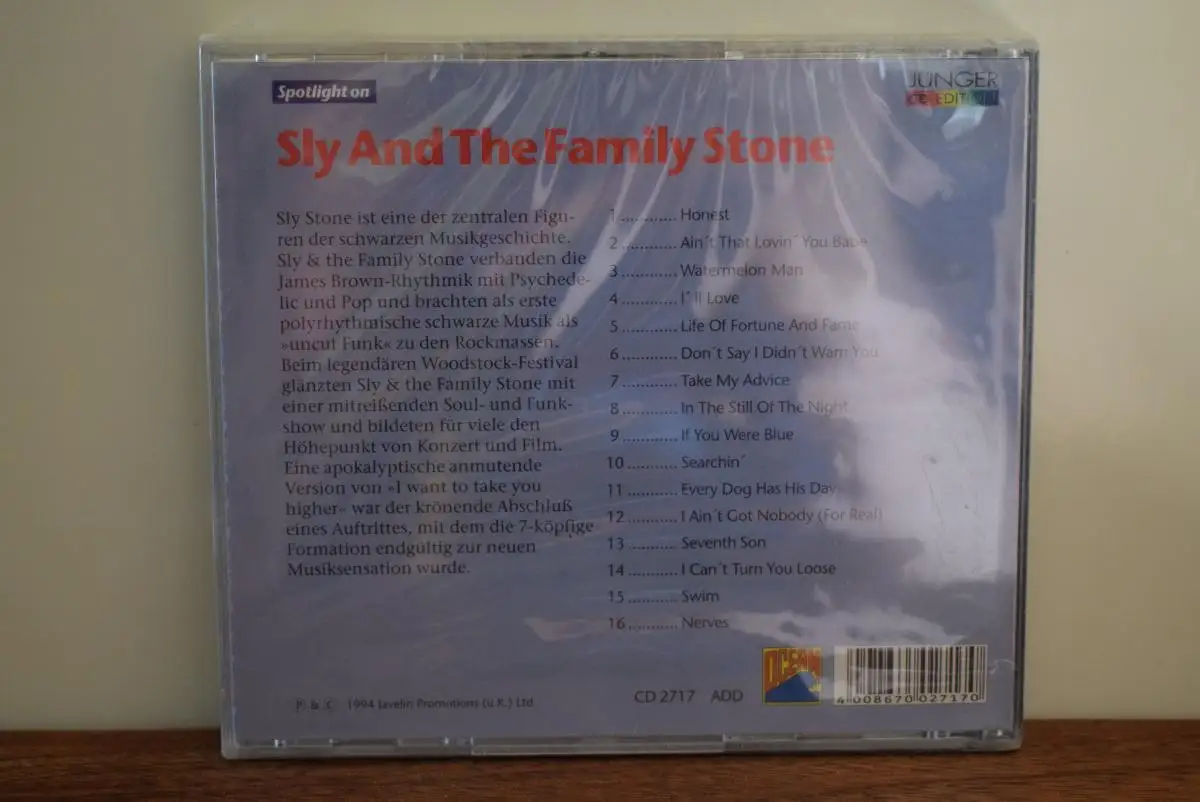 Spotlight on
JUNGER
CD EDITION
Sly And The Family Stone
Sly Stone ist eine der zentralen Figu-
ren der schwarzen Musikgeschichte.
Sly & the Family Stone verbanden die
James Brown-Rhythmik mit Psychede-
lic und Pop und brachten als erste
polyrhythmische schwarze Musik als
»uncut Funk« zu den Rockmassen.
Beim legendären Woodstock-Festival
glänzten Sly & the Family Stone mit
einer mitreißenden Soul- und Funk-
show und bildeten für viele den
Höhepunkt von Konzert und Film.
Eine apokalyptische anmutende
Version von »I want to take you
higher« war der krönende Abschluß
eines Auftrittes, mit dem die 7-köpfige
Formation endgültig zur neuen
Musiksensation wurde.
1 ............ Honest
2 ............ Ain´t That Lovin´ You Babe
3 ............ Watermelon Man
4 ............ I´ ll Love
5 ............ Life Of Fortune And Fame
6 ............ Don´t Say I Didn´t Warn You
7 ............ Take My Advice
8 ............ In The Still Of The Night
9 ............ If You Were Blue
10 ........... Searchin´
11 ........... Every Dog Has His Day
12 ........... I Ain´t Got Nobody (For Real)
13 ........... Seventh Son
14 ........... I Can´t Turn You Loose
15 ........... Swim
16 ........... Nerves
℗ & © 1994 Javelin Promotions (u.K.) Ltd
CD 2717 ADD
OCEAN
4 008670 027170